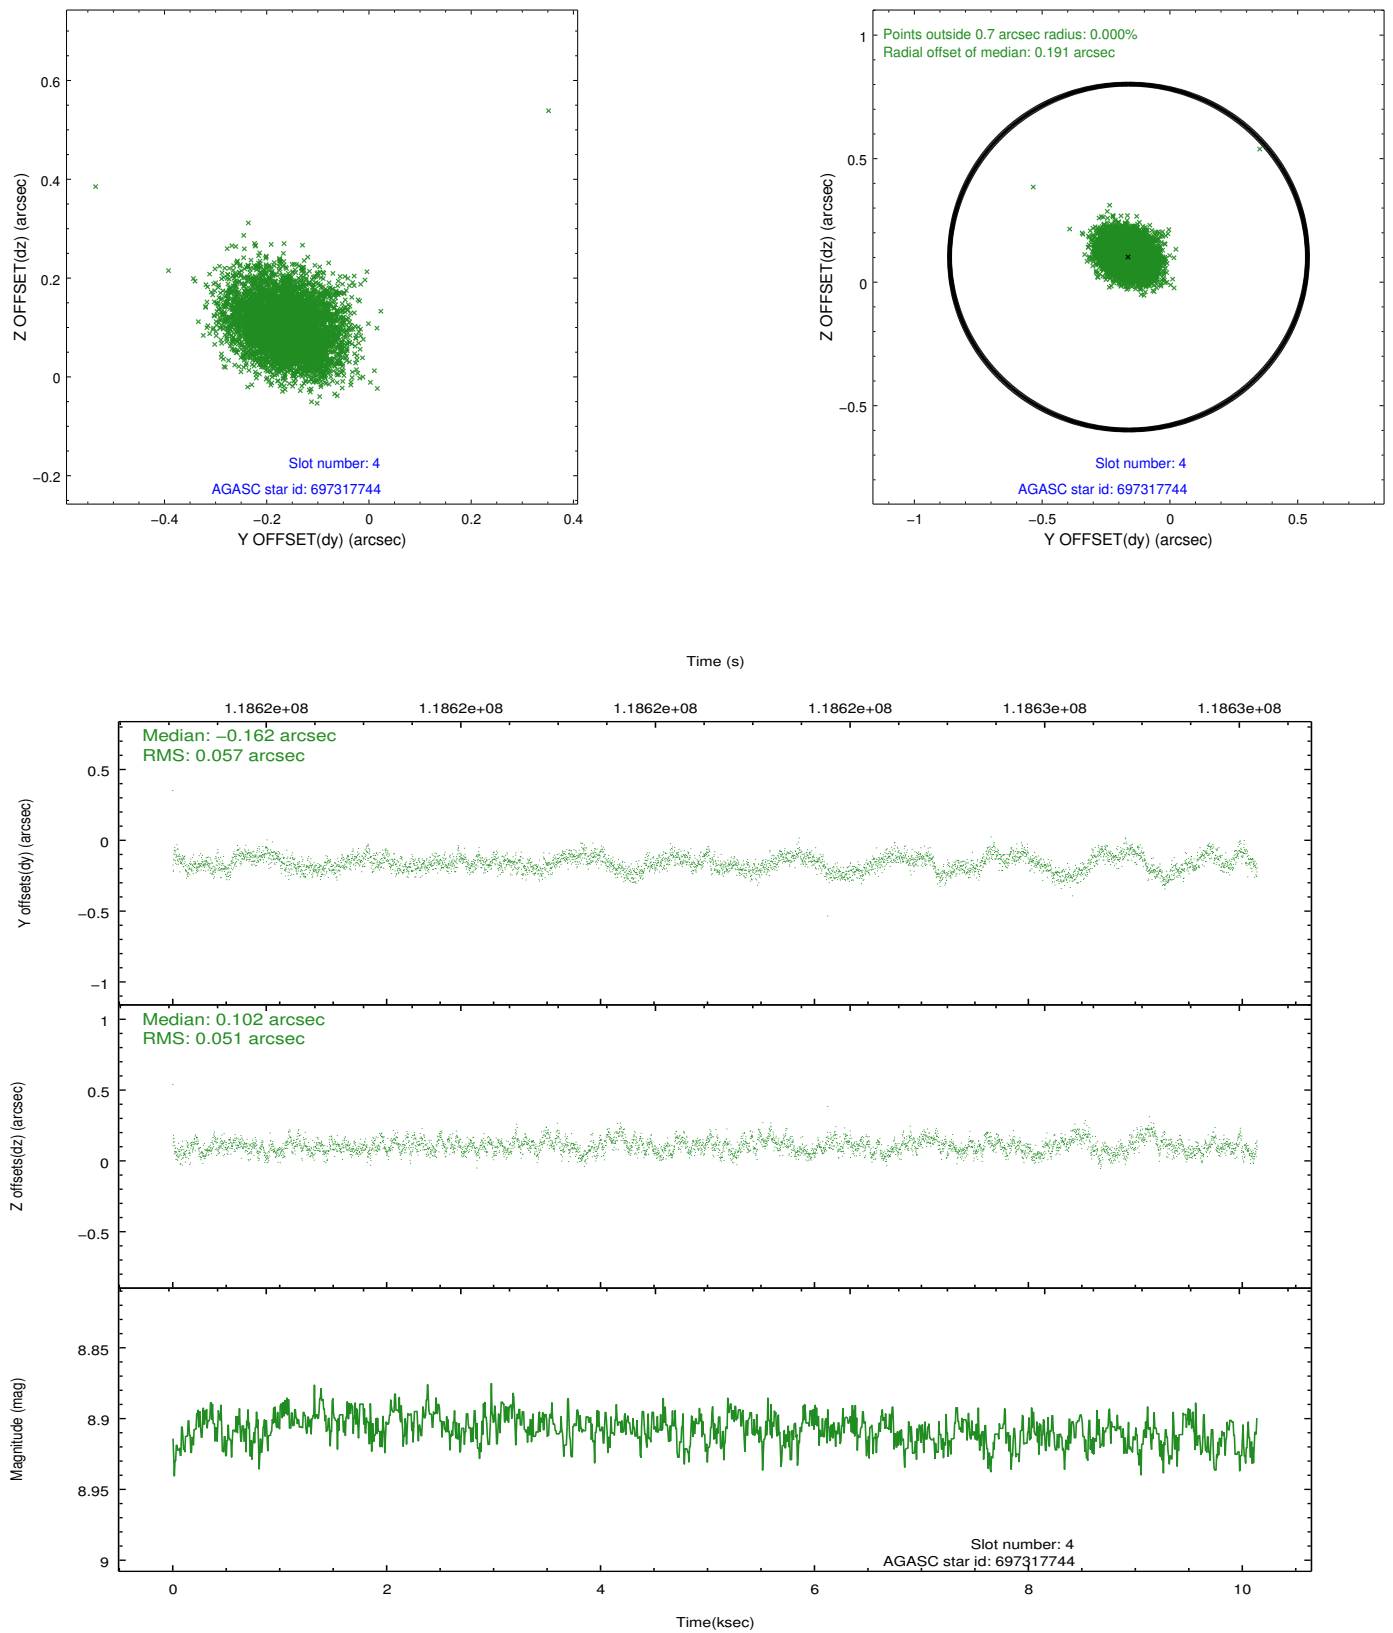 0.6
0.4
0.2
0
−0.2
Z OFFSET(dz) (arcsec)
Slot number: 4
AGASC star id: 697317744
−0.4 −0.2 0 0.2 0.4
Y OFFSET(dy) (arcsec)
Points outside 0.7 arcsec radius: 0.000%
Radial offset of median: 0.191 arcsec
1
0.5
0
−0.5
Z OFFSET(dz) (arcsec)
Slot number: 4
AGASC star id: 697317744
−1 −0.5 0 0.5
Y OFFSET(dy) (arcsec)
Time (s)
1.1862e+08 1.1862e+08 1.1862e+08 1.1862e+08 1.1863e+08 1.1863e+08
Median: −0.162 arcsec
RMS: 0.057 arcsec
0.5
0
−0.5
−1
Y offsets(dy) (arcsec)
Median: 0.102 arcsec
RMS: 0.051 arcsec
1
0.5
0
−0.5
Z offsets(dz) (arcsec)
8.85
8.9
8.95
9
Magnitude (mag)
Slot number: 4
AGASC star id: 697317744
0 2 4 6 8 10
Time(ksec)